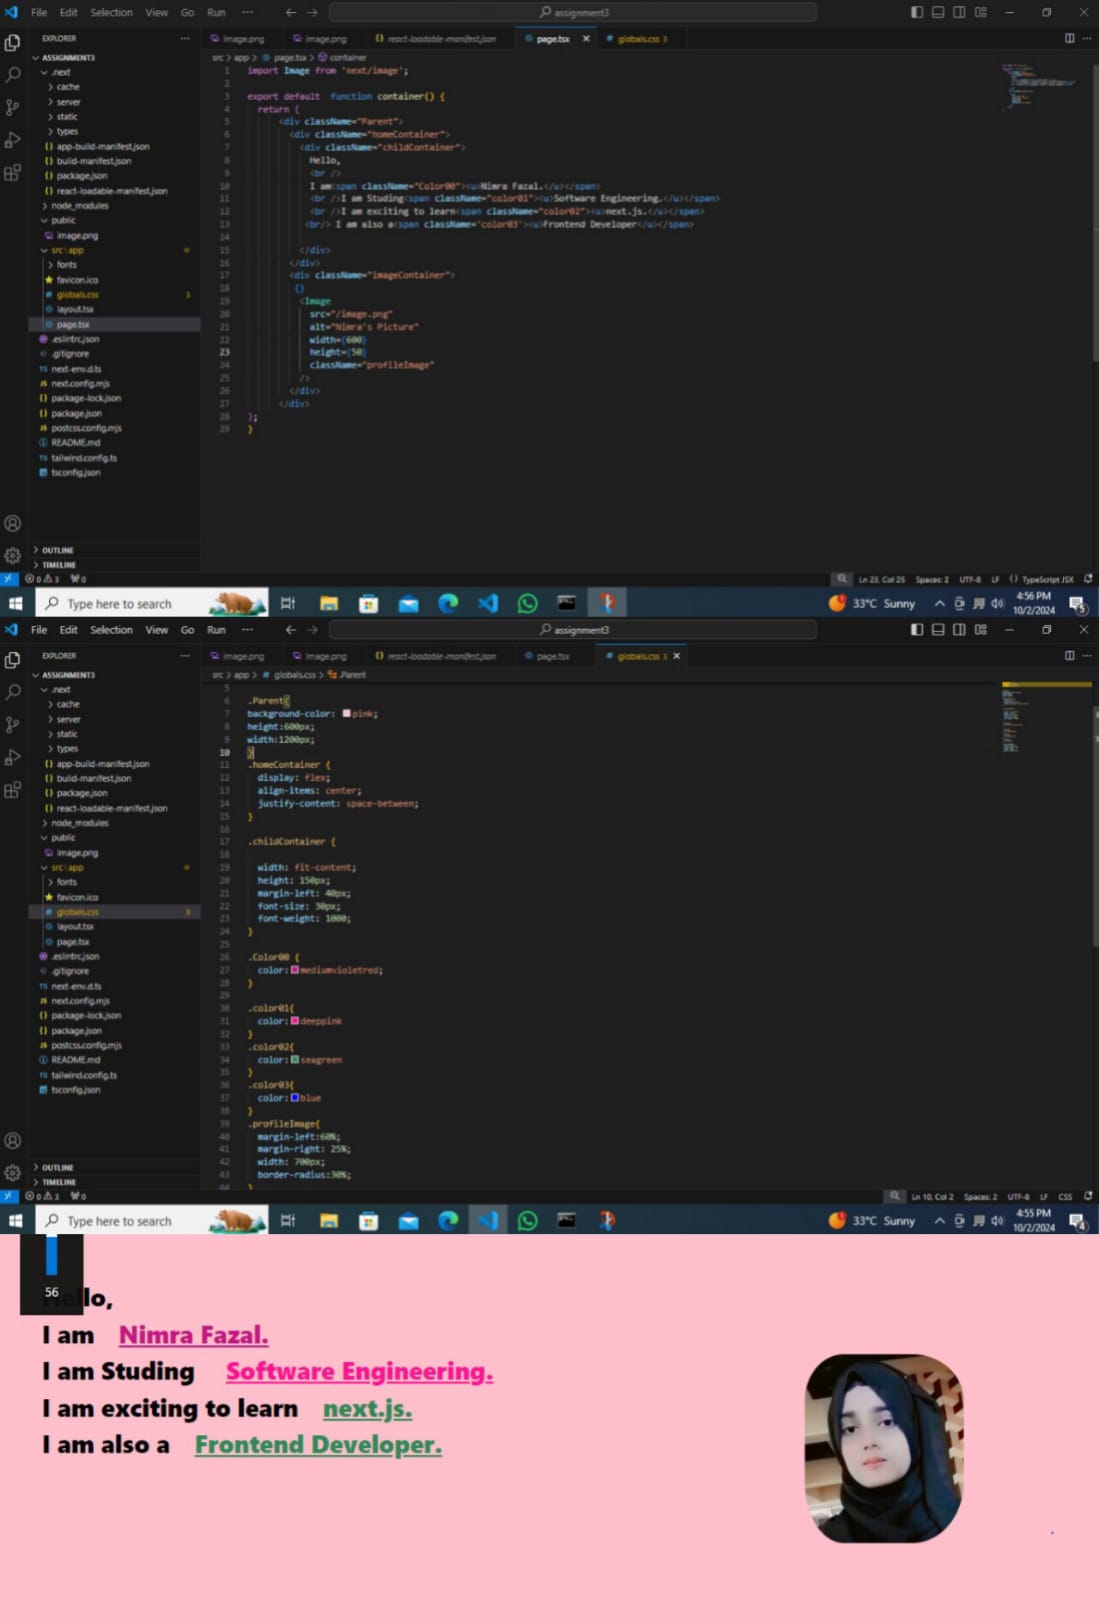 File Edit Selection View Go Run ··· assignment3
EXPLORER ···
image.png image.png react-loadable-manifest.json page.tsx globals.css 3
ASSIGNMENT3
.next
cache
server
static
types
app-build-manifest.json
build-manifest.json
package.json
react-loadable-manifest.json
node_modules
public
image.png
src\app
fonts
favicon.ico
globals.css 3
layout.tsx
page.tsx
.eslintrc.json
.gitignore
next-env.d.ts
next.config.mjs
package-lock.json
package.json
postcss.config.mjs
README.md
tailwind.config.ts
tsconfig.json
OUTLINE
TIMELINE
src > app > page.tsx > container
1 import Image from 'next/image';
2
3 export default function container() {
4 return (
5 <div className="Parent">
6 <div className="homeContainer">
7 <div className="childContainer">
8 Hello,
9 <br />
10 I am<span className="Color00"><u>Nimra Fazal.</u></span>
11 <br />I am Studing<span className="color01"><u>Software Engineering.</u></span>
12 <br />I am exciting to learn<span className="color02"><u>next.js.</u></span>
13 <br/> I am also a<span className='color03'><u>Frontend Developer</u></span>
14
15 </div>
16 </div>
17 <div className="imageContainer">
18 {}
19 <Image
20 src="/image.png"
21 alt="Nimra's Picture"
22 width={600}
23 height={50}
24 className="profileImage"
25 />
26 </div>
27 </div>
28 );
29 }
0 3 0 Ln 23, Col 25 Spaces: 2 UTF-8 LF {} TypeScript JSX
Type here to search 33°C Sunny 4:56 PM 10/2/2024 5
File Edit Selection View Go Run ··· assignment3
EXPLORER ···
image.png image.png react-loadable-manifest.json page.tsx globals.css 3
ASSIGNMENT3
.next
cache
server
static
types
app-build-manifest.json
build-manifest.json
package.json
react-loadable-manifest.json
node_modules
public
image.png
src\app
fonts
favicon.ico
globals.css 3
layout.tsx
page.tsx
.eslintrc.json
.gitignore
next-env.d.ts
next.config.mjs
package-lock.json
package.json
postcss.config.mjs
README.md
tailwind.config.ts
tsconfig.json
OUTLINE
TIMELINE
src > app > globals.css > .Parent
5
6 .Parent{
7 background-color: pink;
8 height:600px;
9 width:1200px;
10 }
11 .homeContainer {
12 display: flex;
13 align-items: center;
14 justify-content: space-between;
15 }
16
17 .childContainer {
18
19 width: fit-content;
20 height: 150px;
21 margin-left: 40px;
22 font-size: 30px;
23 font-weight: 1000;
24 }
25
26 .Color00 {
27 color: mediumvioletred;
28 }
29
30 .color01{
31 color: deeppink
32 }
33 .color02{
34 color: seagreen
35 }
36 .color03{
37 color: blue
38 }
39 .profileImage{
40 margin-left:60%;
41 margin-right: 25%;
42 width: 700px;
43 border-radius:30%;
44 }
0 3 0 Ln 10, Col 2 Spaces: 2 UTF-8 LF CSS
Type here to search 33°C Sunny 4:55 PM 10/2/2024 4
56
Hello,
I am Nimra Fazal.
I am Studing Software Engineering.
I am exciting to learn next.js.
I am also a Frontend Developer.